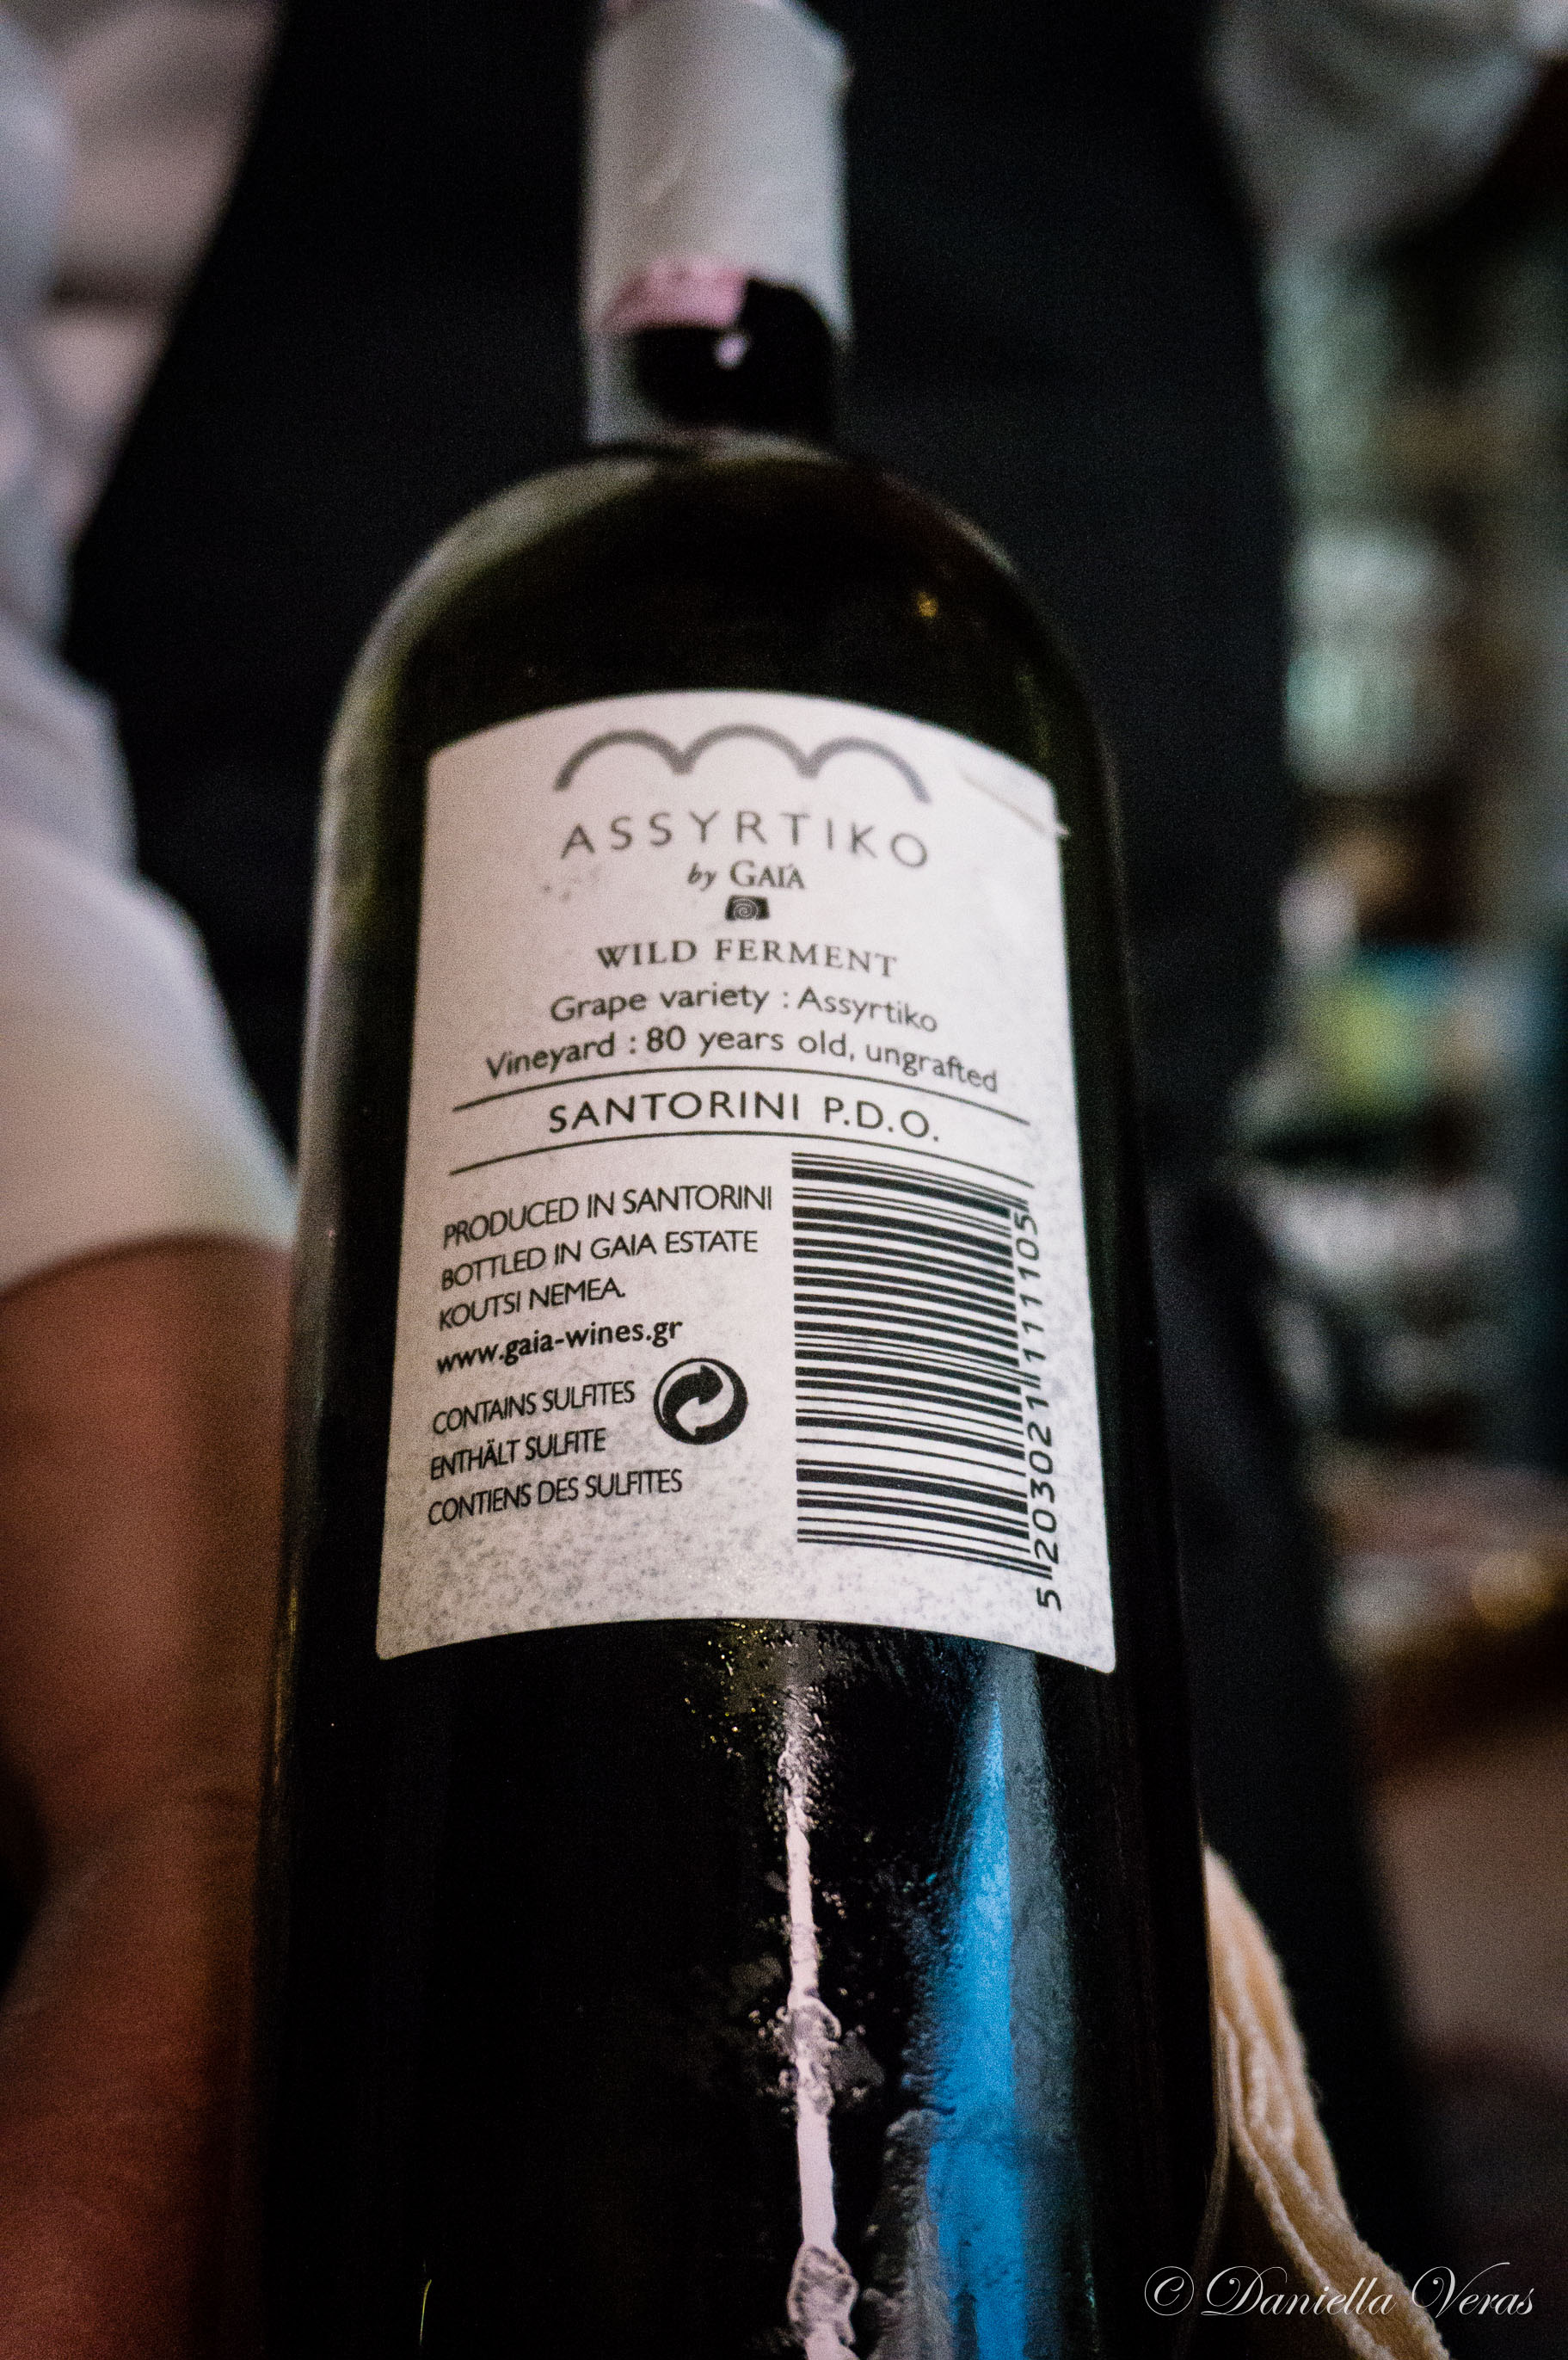 ASSYRTIKO
by GAI'A
WILD FERMENT
Grape variety : Assyrtiko
Vineyard : 80 years old, ungrafted
SANTORINI P.D.O.
PRODUCED IN SANTORINI
BOTTLED IN GAIA ESTATE
KOUTSI NEMEA.
www.gaia-wines.gr
CONTAINS SULFITES
ENTHÄLT SULFITE
CONTIENS DES SULFITES
5 203021 111105
© Daniella Veras